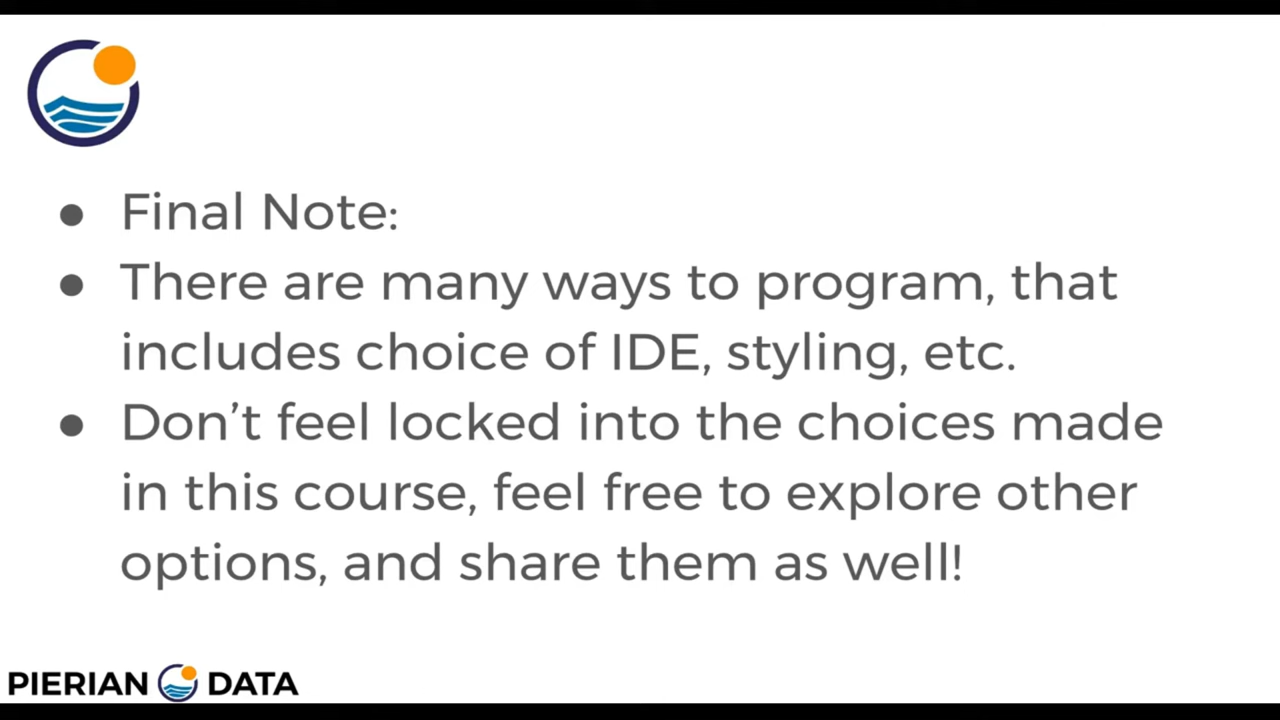 ● Final Note:
● There are many ways to program, that
includes choice of IDE, styling, etc.
● Don’t feel locked into the choices made
in this course, feel free to explore other
options, and share them as well!
PIERIAN DATA